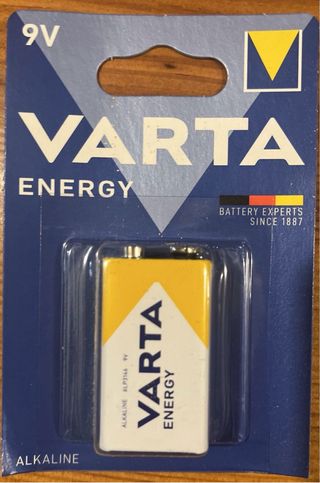 9V
VARTA
ENERGY
BATTERY EXPERTS
SINCE 1887
VARTA
ENERGY
ALKALINE 6LP3146 9V
ALKALINE